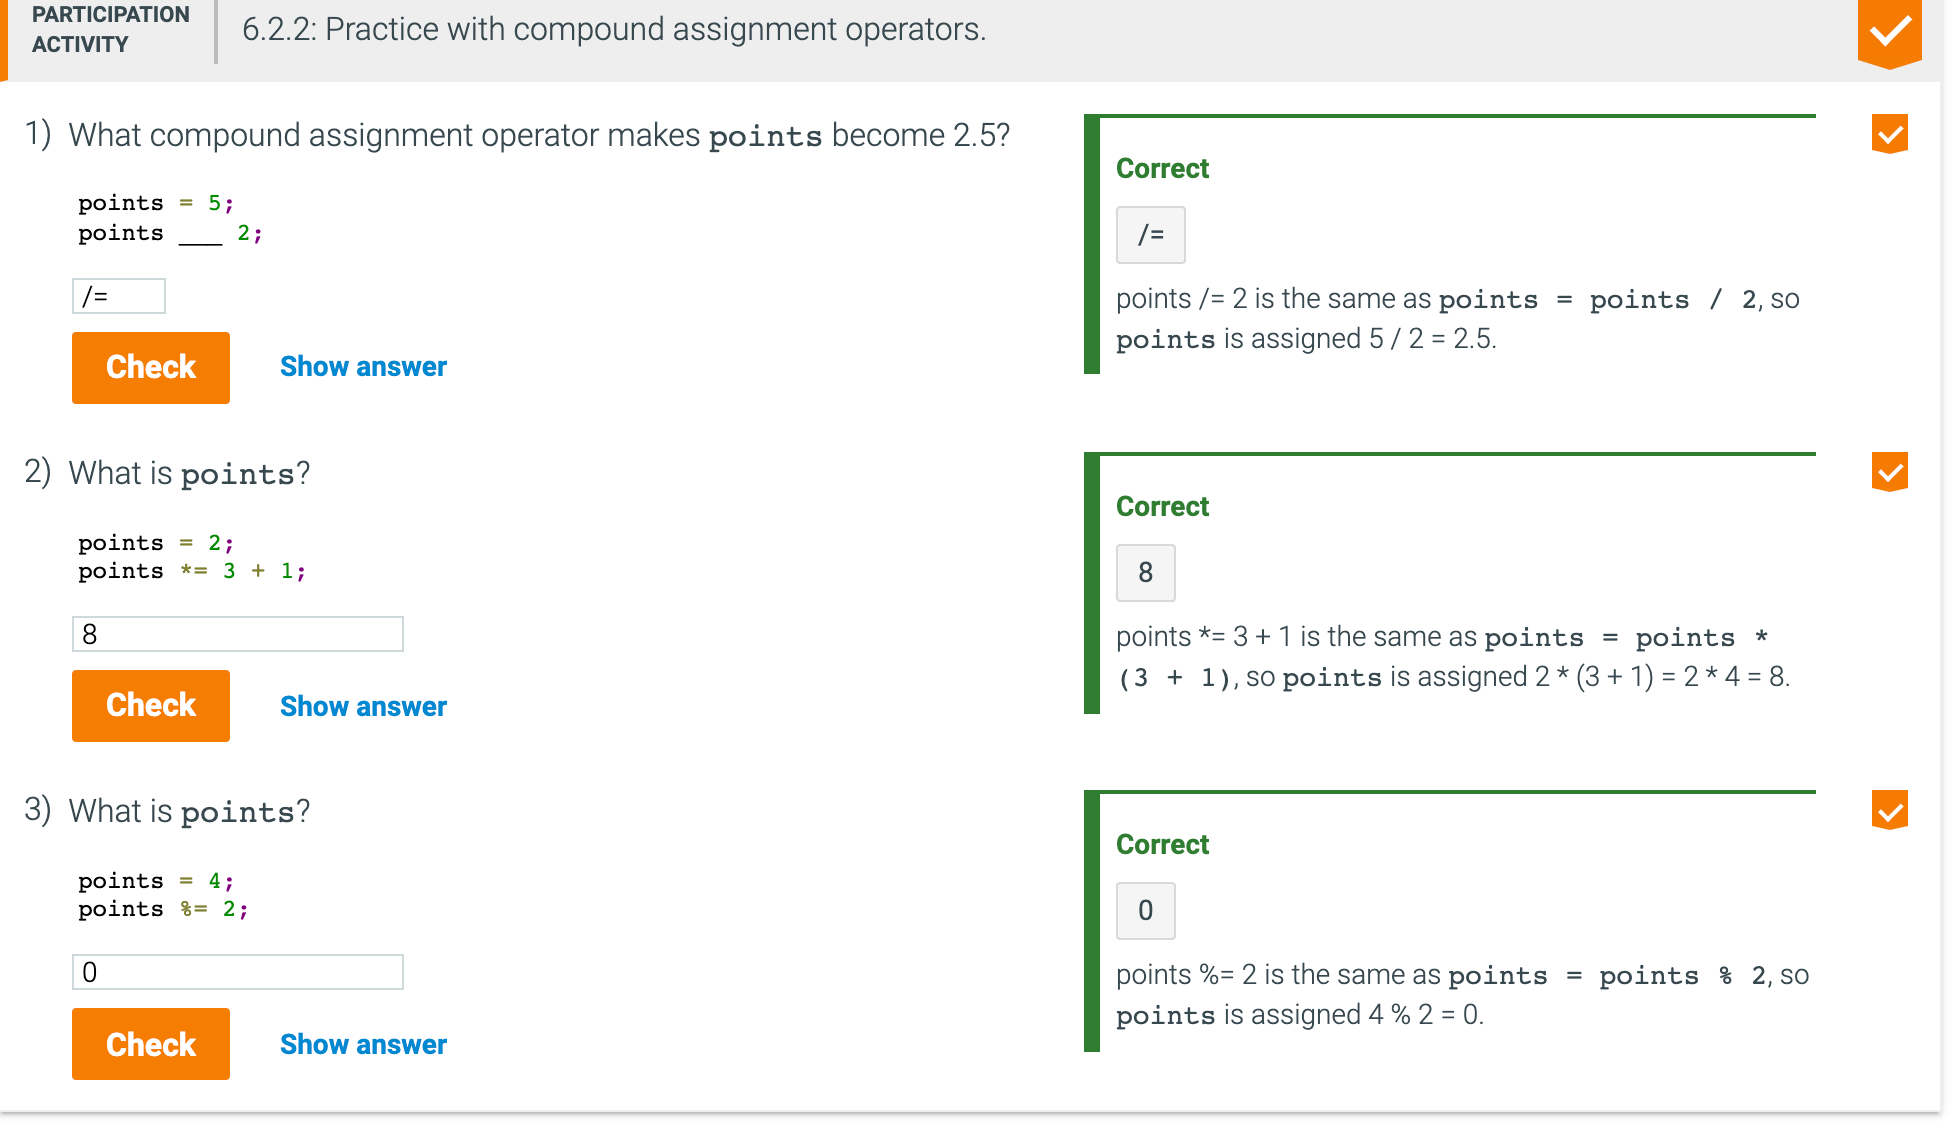 PARTICIPATION
ACTIVITY
6.2.2: Practice with compound assignment operators.
1) What compound assignment operator makes points become 2.5?
points = 5;
points ___ 2;
/=
Check
Show answer
Correct
/=
points /= 2 is the same as points = points / 2, so
points is assigned 5 / 2 = 2.5.
2) What is points?
points = 2;
points *= 3 + 1;
8
Check
Show answer
Correct
8
points *= 3 + 1 is the same as points = points *
(3 + 1), so points is assigned 2 * (3 + 1) = 2 * 4 = 8.
3) What is points?
points = 4;
points %= 2;
0
Check
Show answer
Correct
0
points %= 2 is the same as points = points % 2, so
points is assigned 4 % 2 = 0.